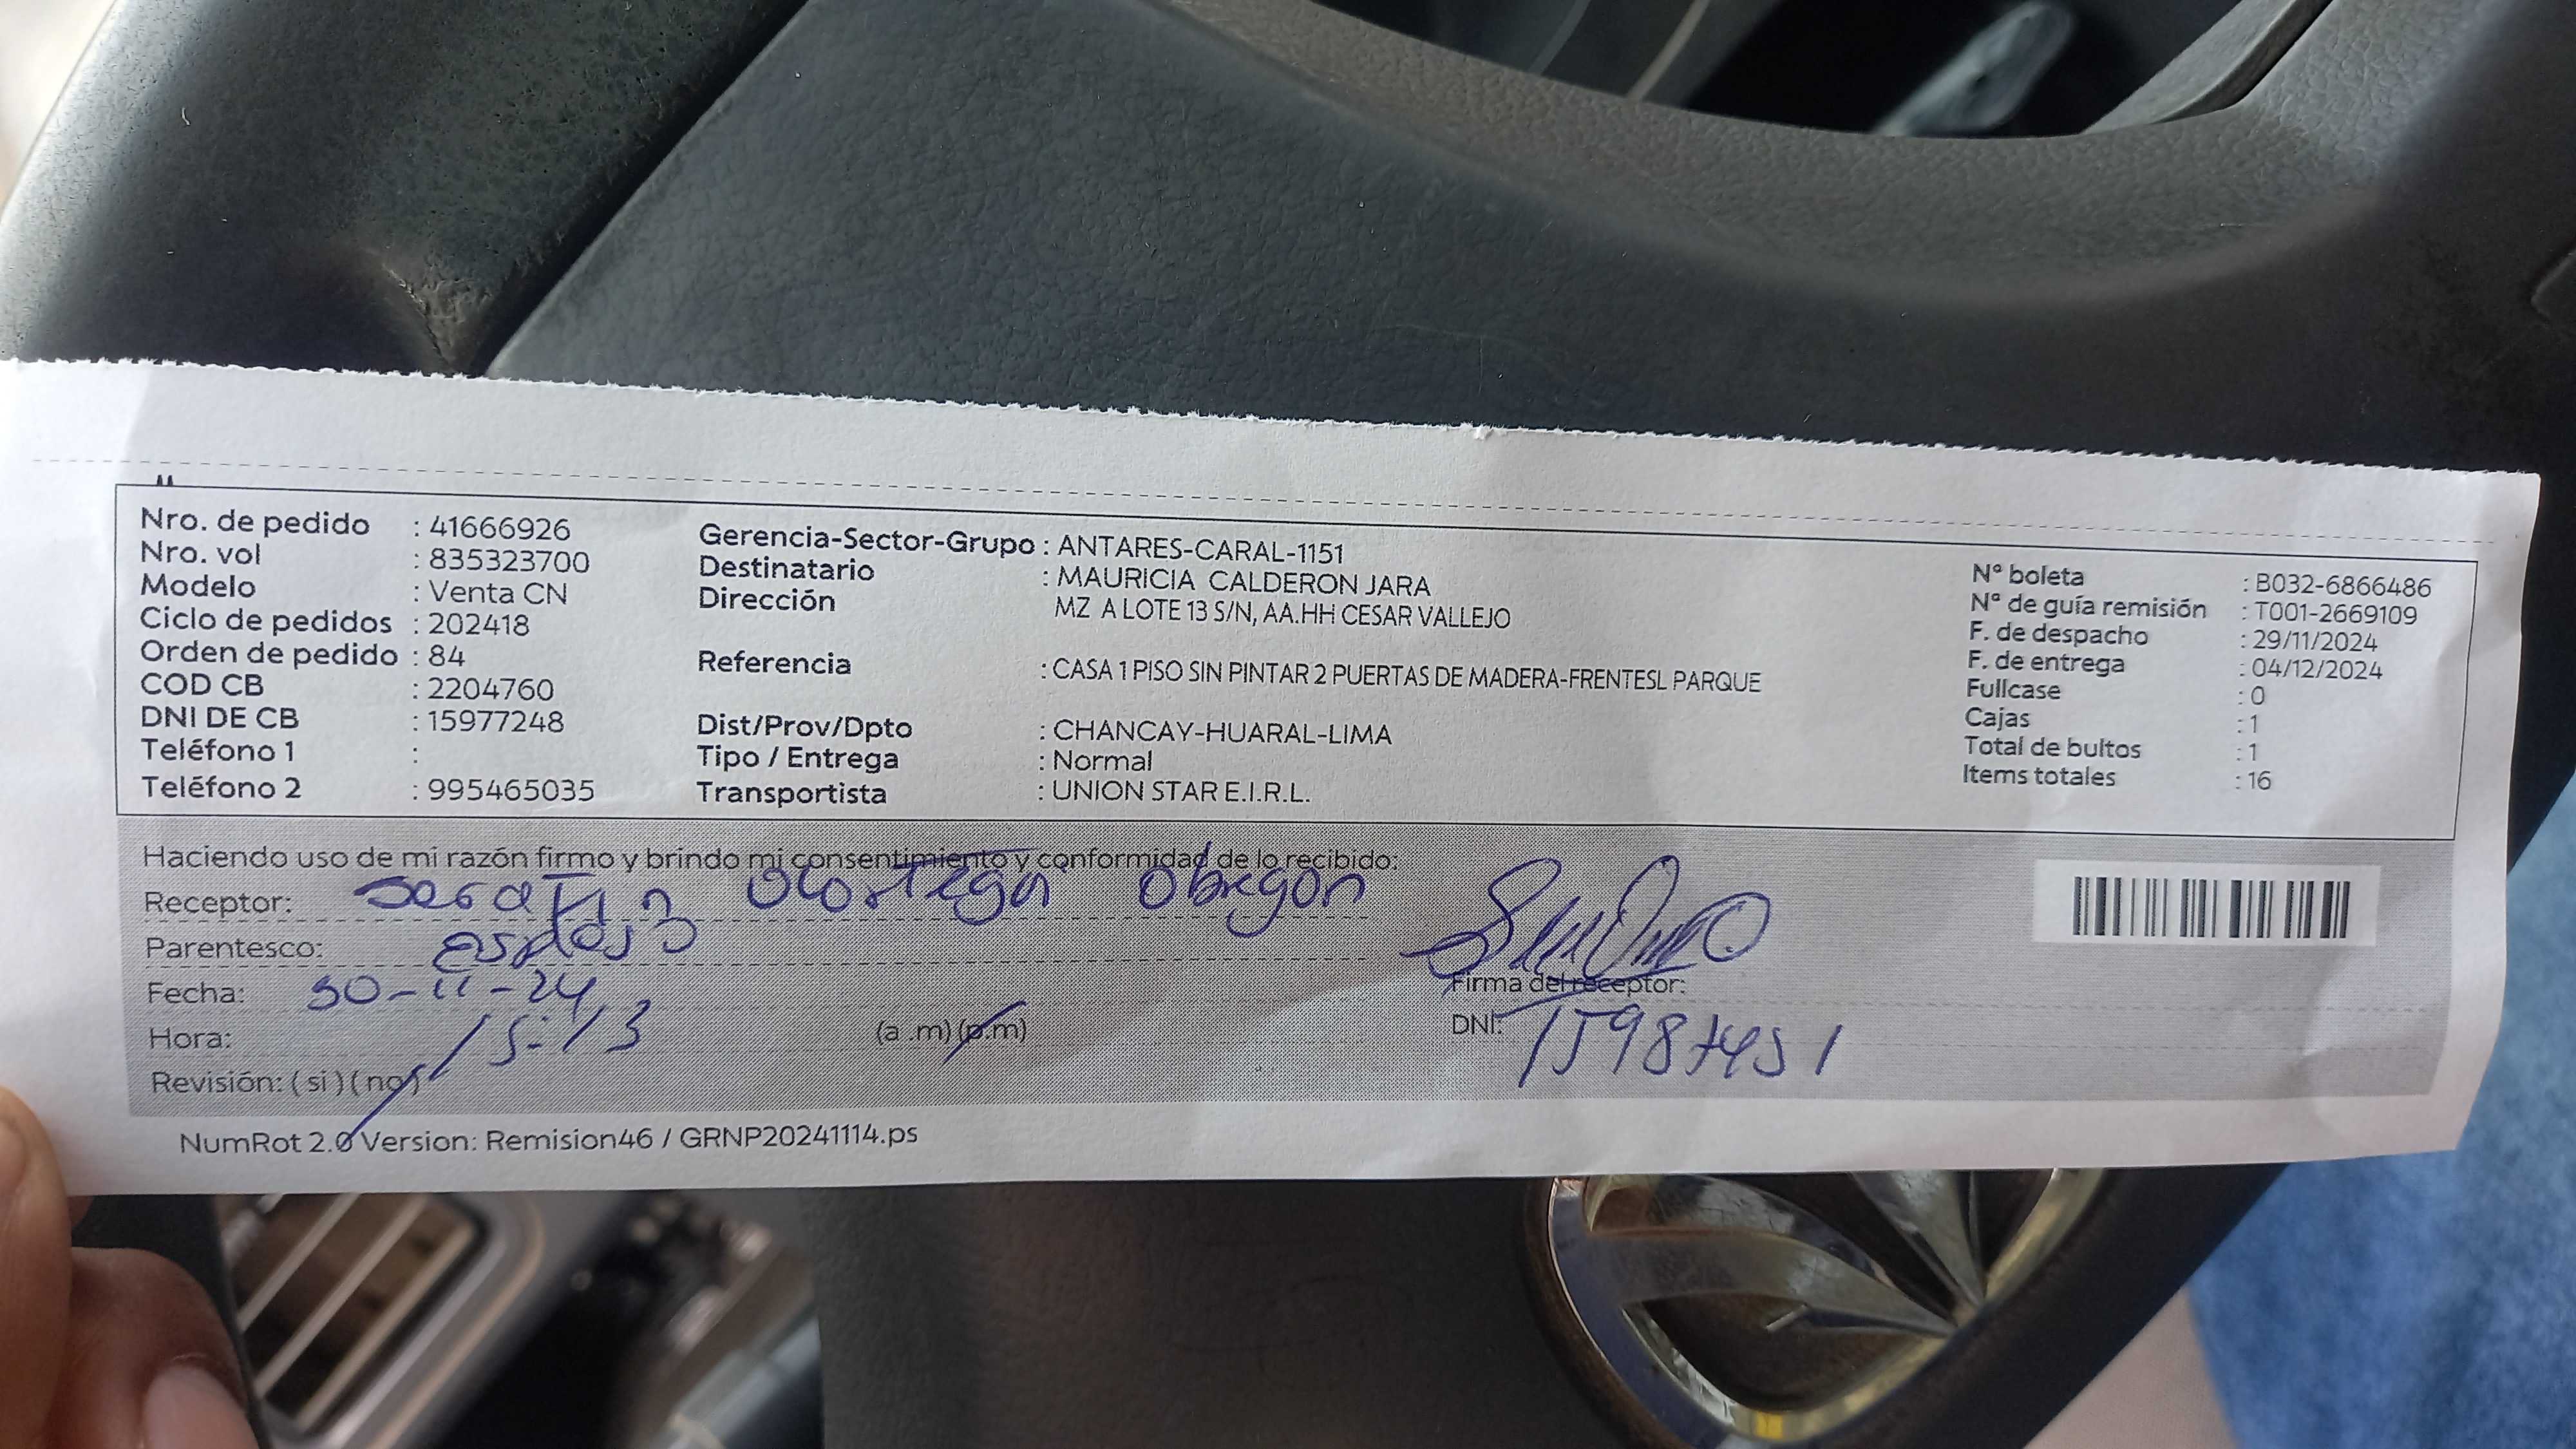 Nro. de pedido : 41666926
Nro. vol : 835323700
Modelo : Venta CN
Ciclo de pedidos : 202418
Orden de pedido : 84
COD CB : 2204760
DNI DE CB : 15977248
Teléfono 1 :
Teléfono 2 : 995465035
Gerencia-Sector-Grupo : ANTARES-CARAL-1151
Destinatario : MAURICIA CALDERON JARA
Dirección MZ A LOTE 13 S/N, AA.HH CESAR VALLEJO
Referencia : CASA 1 PISO SIN PINTAR 2 PUERTAS DE MADERA-FRENTESL PARQUE
Dist/Prov/Dpto : CHANCAY-HUARAL-LIMA
Tipo / Entrega : Normal
Transportista : UNION STAR E.I.R.L.
N° boleta : B032-6866486
N° de guía remisión : T001-2669109
F. de despacho : 29/11/2024
F. de entrega : 04/12/2024
Fullcase : 0
Cajas : 1
Total de bultos : 1
Items totales : 16
Haciendo uso de mi razón firmo y brindo mi consentimiento y conformidad de lo recibido:
Receptor: Obregon
Parentesco:
Fecha: 30-11-24
Hora: 15:13 (a .m) (p.m)
Revisión: ( si ) ( no )
Firma del receptor:
DNI: 15987451
NumRot 2.0 Version: Remision46 / GRNP20241114.ps